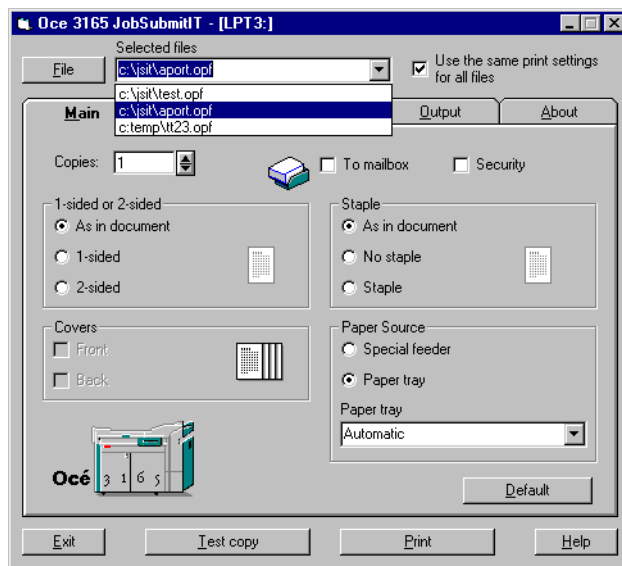 Oce 3165 JobSubmitIT - [LPT3:]
Selected files
File
c:\jsit\aport.opf
Use the same print settings
for all files
c:\jsit\test.opf
c:\jsit\aport.opf
c:temp\tt23.opf
Main
Output
About
Copies:
1
To mailbox
Security
1-sided or 2-sided
As in document
1-sided
2-sided
Staple
As in document
No staple
Staple
Covers
Front
Back
Paper Source
Special feeder
Paper tray
Paper tray
Automatic
Océ
3 1 6 5
Default
Exit
Test copy
Print
Help